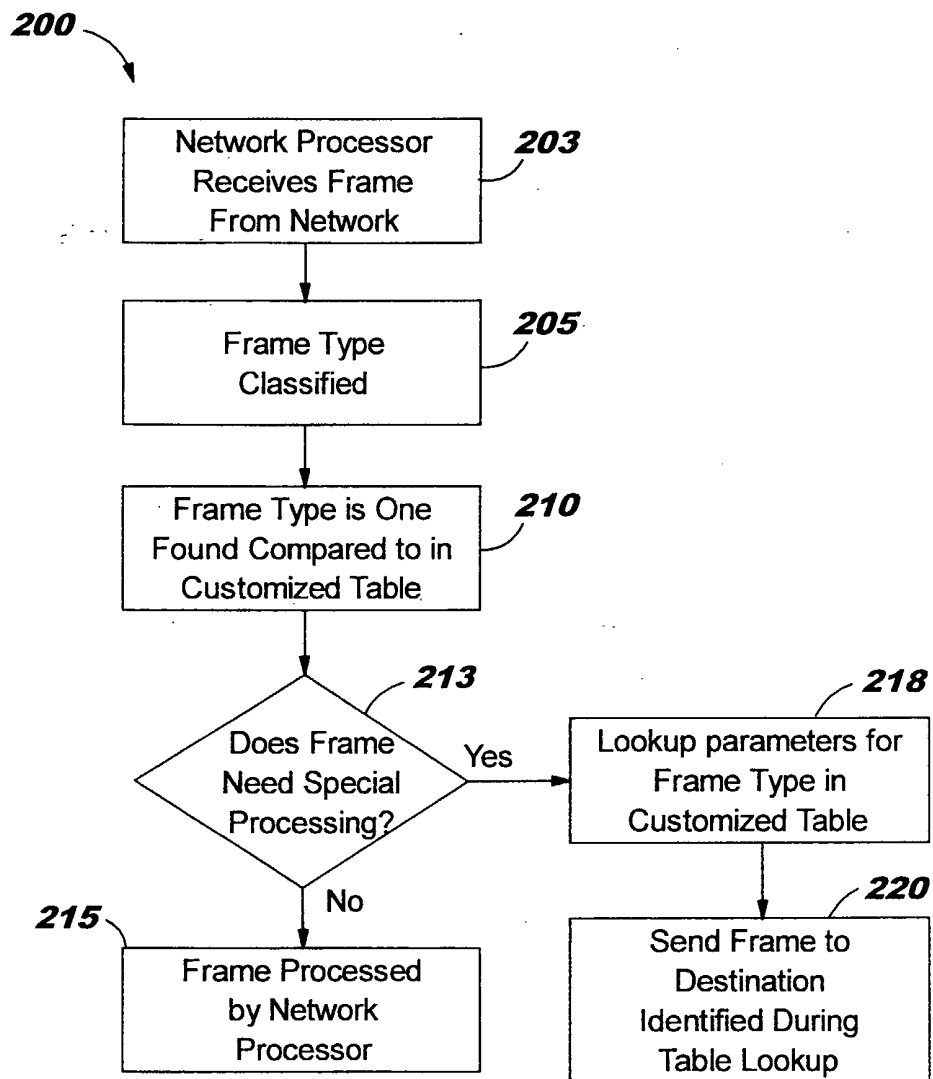 200
Network Processor
Receives Frame
From Network
203
Frame Type
Classified
205
Frame Type is One
Found Compared to in
Customized Table
210
Does Frame
Need Special
Processing?
213
Yes
No
Lookup parameters for
Frame Type in
Customized Table
218
215
Frame Processed
by Network
Processor
220
Send Frame to
Destination
Identified During
Table Lookup